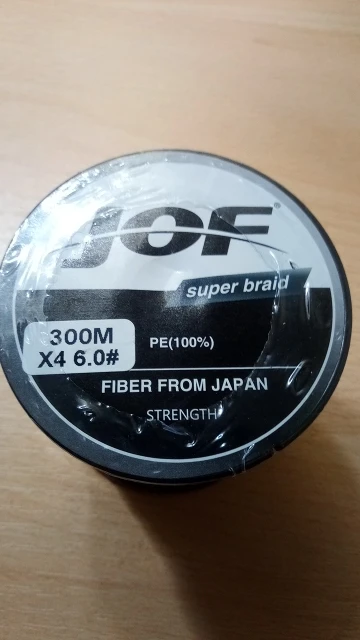 JOF®
super braid
300M
X4 6.0#
PE(100%)
FIBER FROM JAPAN
STRENGTH